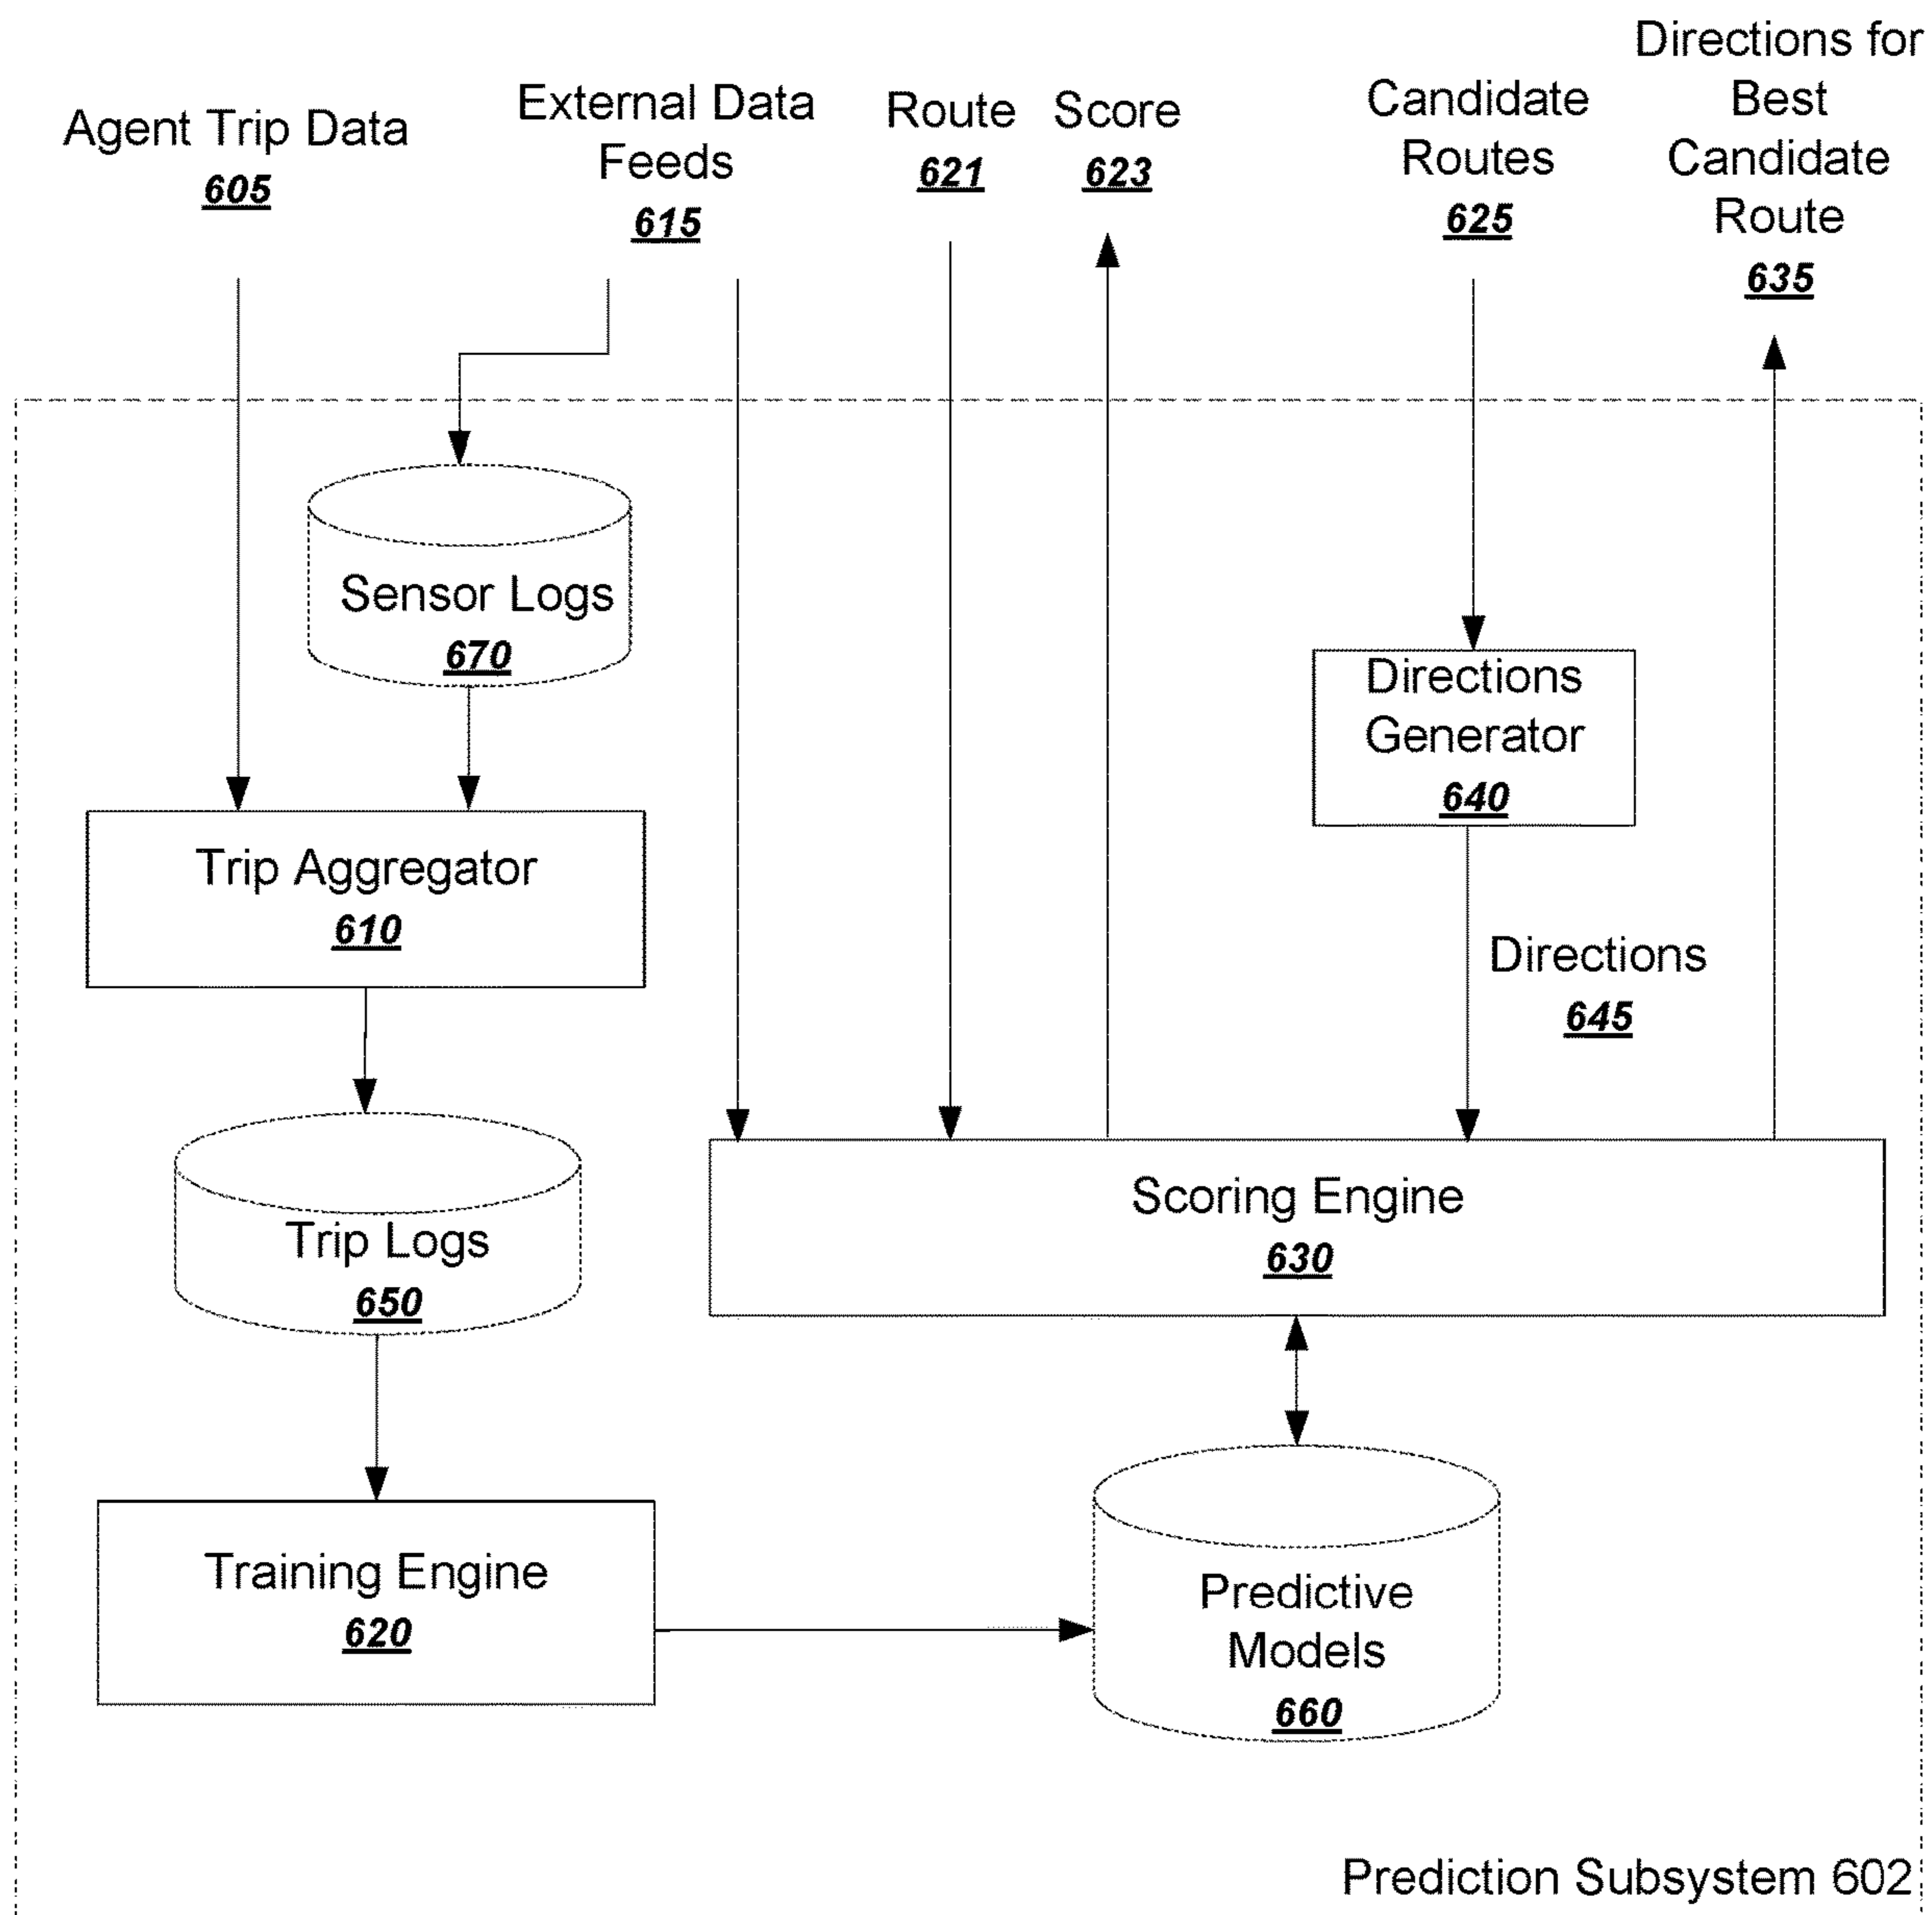 Agent Trip Data
605
External Data
Feeds
615
Route
621
Score
623
Candidate
Routes
625
Directions for
Best
Candidate
Route
635
Sensor Logs
670
Directions
Generator
640
Trip Aggregator
610
Directions
645
Trip Logs
650
Scoring Engine
630
Training Engine
620
Predictive
Models
660
Prediction Subsystem 602